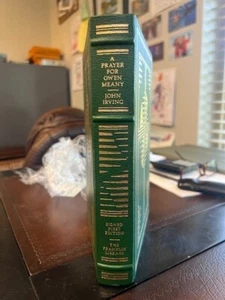 A
PRAYER
FOR
OWEN
MEANY
JOHN
IRVING
SIGNED
FIRST
EDITION
THE
FRANKLIN
LIBRARY